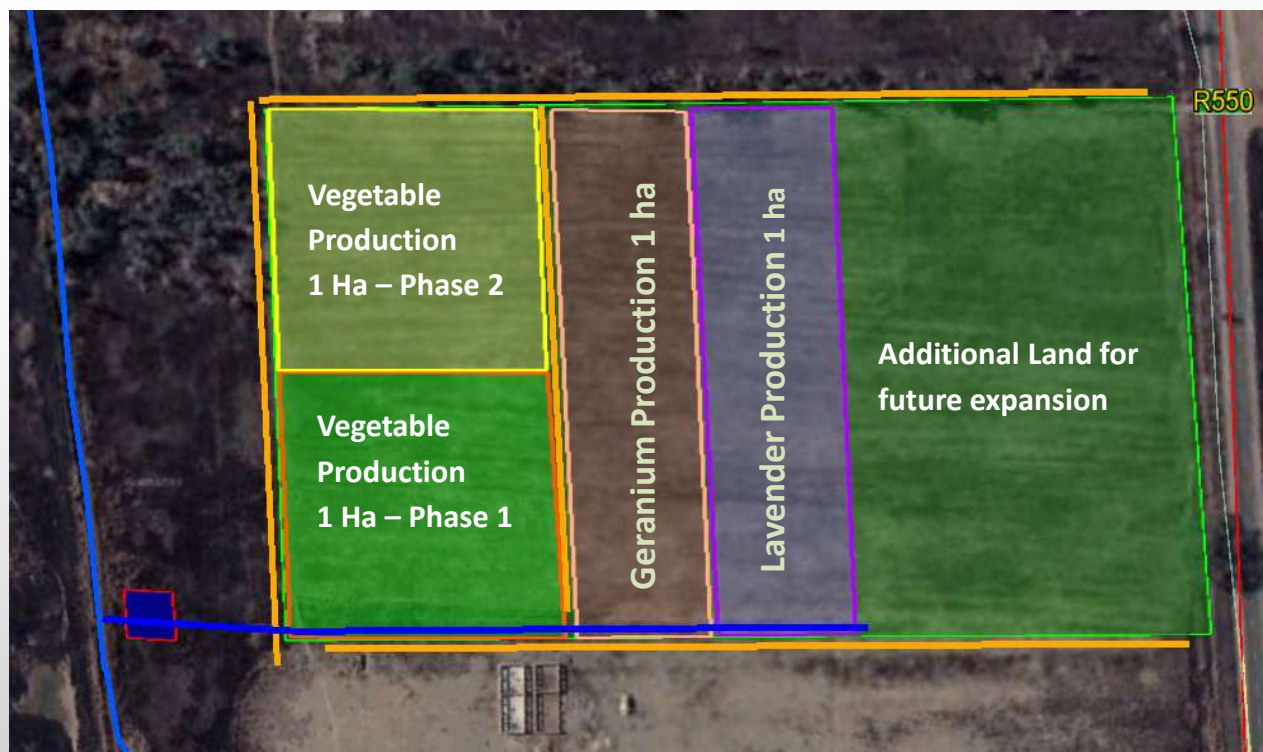 R550
Vegetable
Production
1 Ha – Phase 2
Vegetable
Production
1 Ha – Phase 1
Geranium Production 1 ha
Lavender Production 1 ha
Additional Land for
future expansion